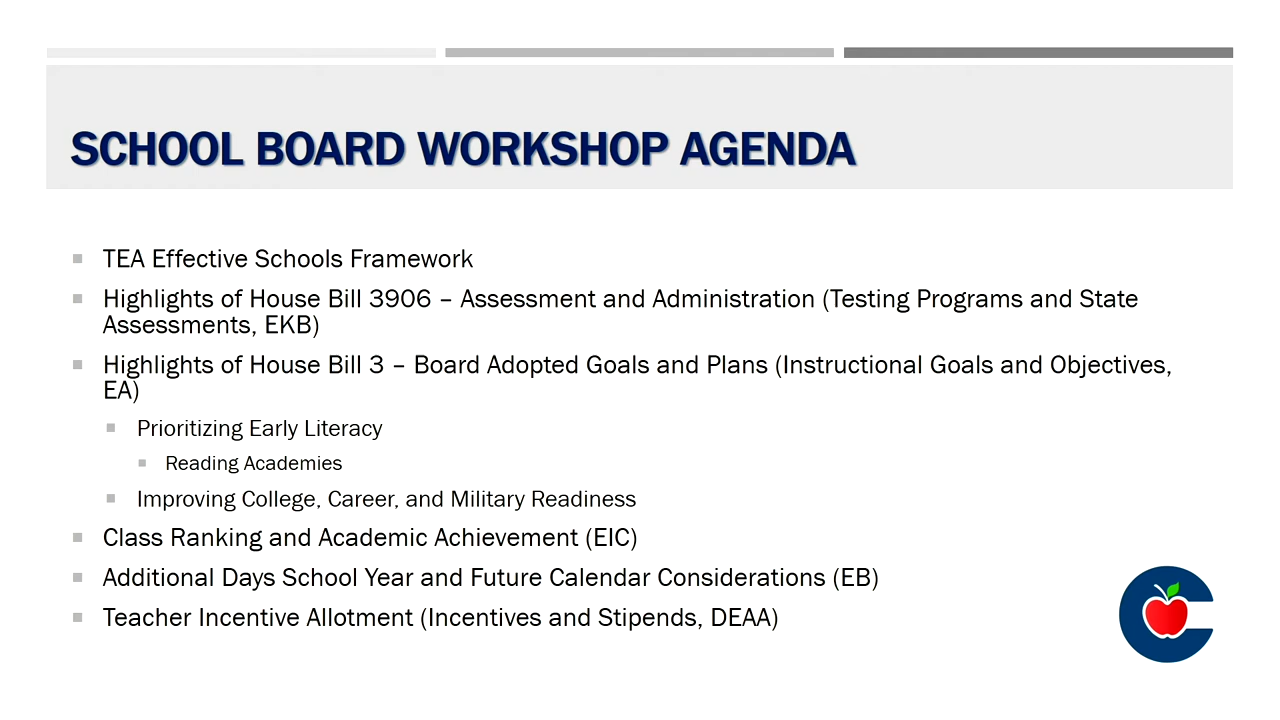 SCHOOL BOARD WORKSHOP AGENDA
TEA Effective Schools Framework
Highlights of House Bill 3906 – Assessment and Administration (Testing Programs and State
Assessments, EKB)
Highlights of House Bill 3 – Board Adopted Goals and Plans (Instructional Goals and Objectives,
EA)
Prioritizing Early Literacy
Reading Academies
Improving College, Career, and Military Readiness
Class Ranking and Academic Achievement (EIC)
Additional Days School Year and Future Calendar Considerations (EB)
Teacher Incentive Allotment (Incentives and Stipends, DEAA)